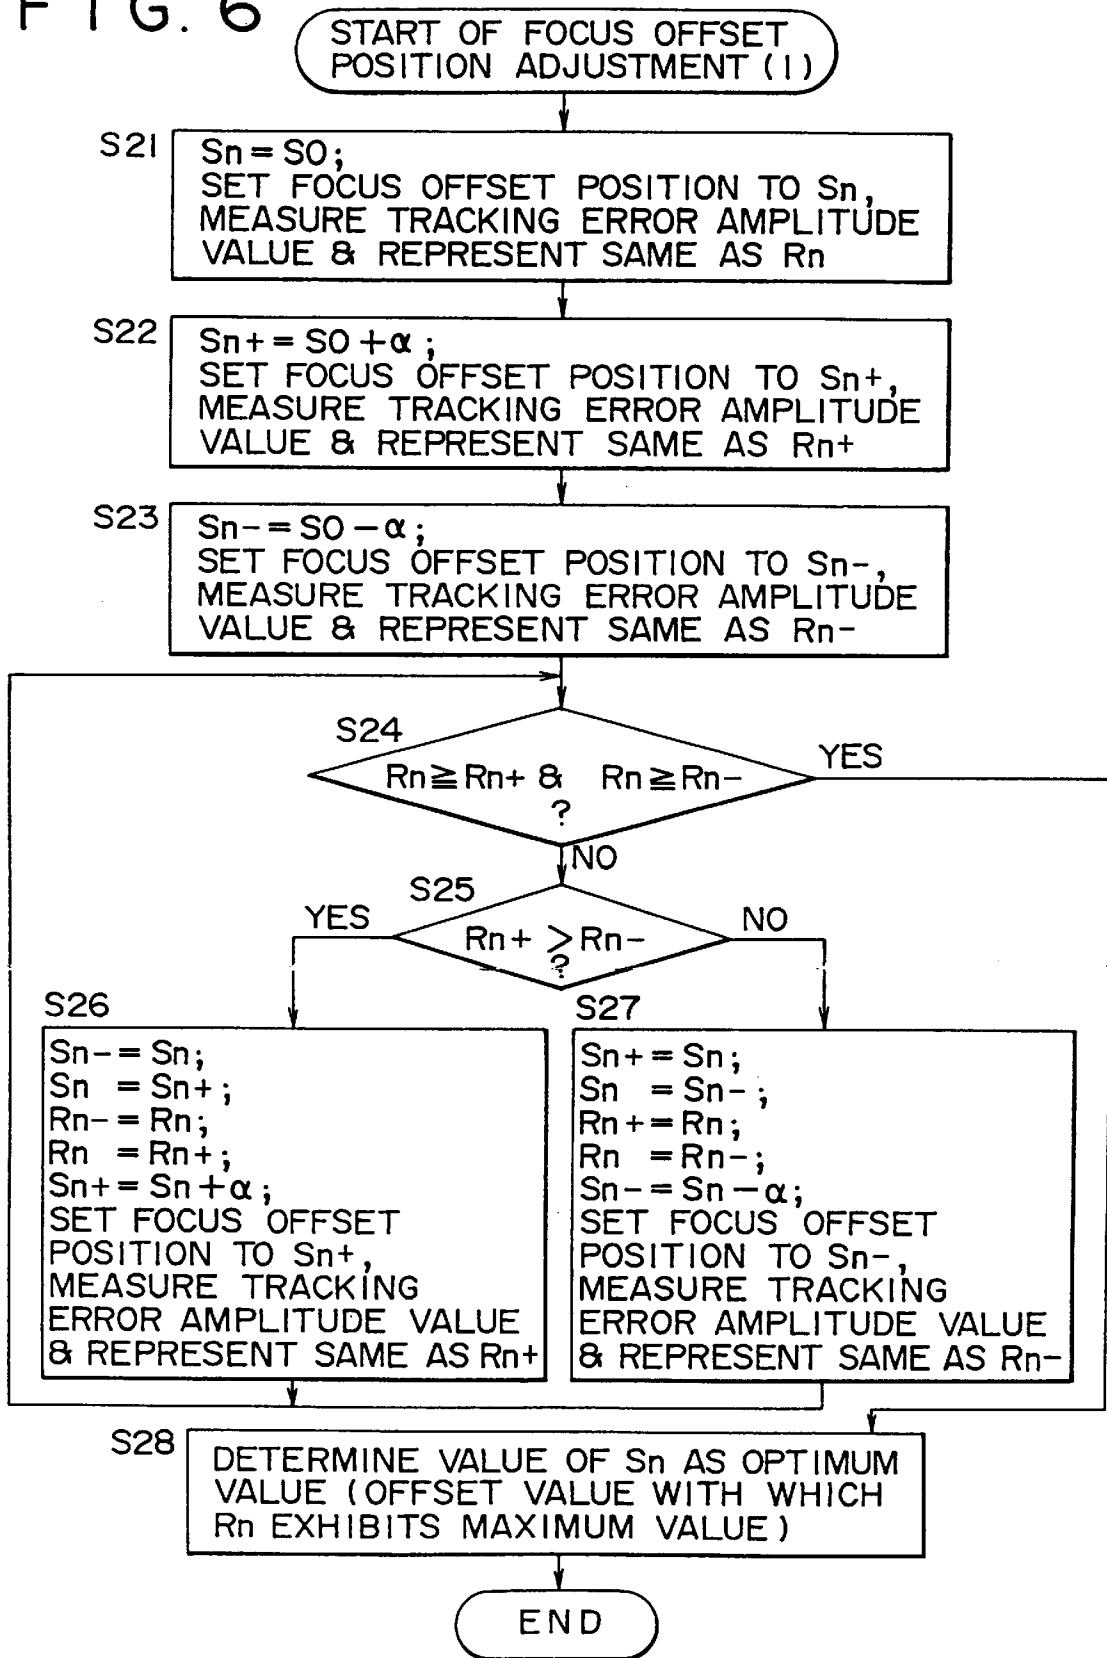 FIG. 6
START OF FOCUS OFFSET
POSITION ADJUSTMENT (1)
S21
Sn = S0;
SET FOCUS OFFSET POSITION TO Sn,
MEASURE TRACKING ERROR AMPLITUDE
VALUE & REPRESENT SAME AS Rn
S22
Sn+ = S0 + α;
SET FOCUS OFFSET POSITION TO Sn+,
MEASURE TRACKING ERROR AMPLITUDE
VALUE & REPRESENT SAME AS Rn+
S23
Sn- = S0 - α;
SET FOCUS OFFSET POSITION TO Sn-,
MEASURE TRACKING ERROR AMPLITUDE
VALUE & REPRESENT SAME AS Rn-
S24
Rn ≧ Rn+ & Rn ≧ Rn-
?
YES
NO
S25
Rn+ > Rn-
?
YES
NO
S26
Sn- = Sn;
Sn = Sn+;
Rn- = Rn;
Rn = Rn+;
Sn+ = Sn + α;
SET FOCUS OFFSET
POSITION TO Sn+,
MEASURE TRACKING
ERROR AMPLITUDE VALUE
& REPRESENT SAME AS Rn+
S27
Sn+ = Sn;
Sn = Sn-;
Rn+ = Rn;
Rn = Rn-;
Sn- = Sn - α;
SET FOCUS OFFSET
POSITION TO Sn-,
MEASURE TRACKING
ERROR AMPLITUDE VALUE
& REPRESENT SAME AS Rn-
S28
DETERMINE VALUE OF Sn AS OPTIMUM
VALUE (OFFSET VALUE WITH WHICH
Rn EXHIBITS MAXIMUM VALUE)
END